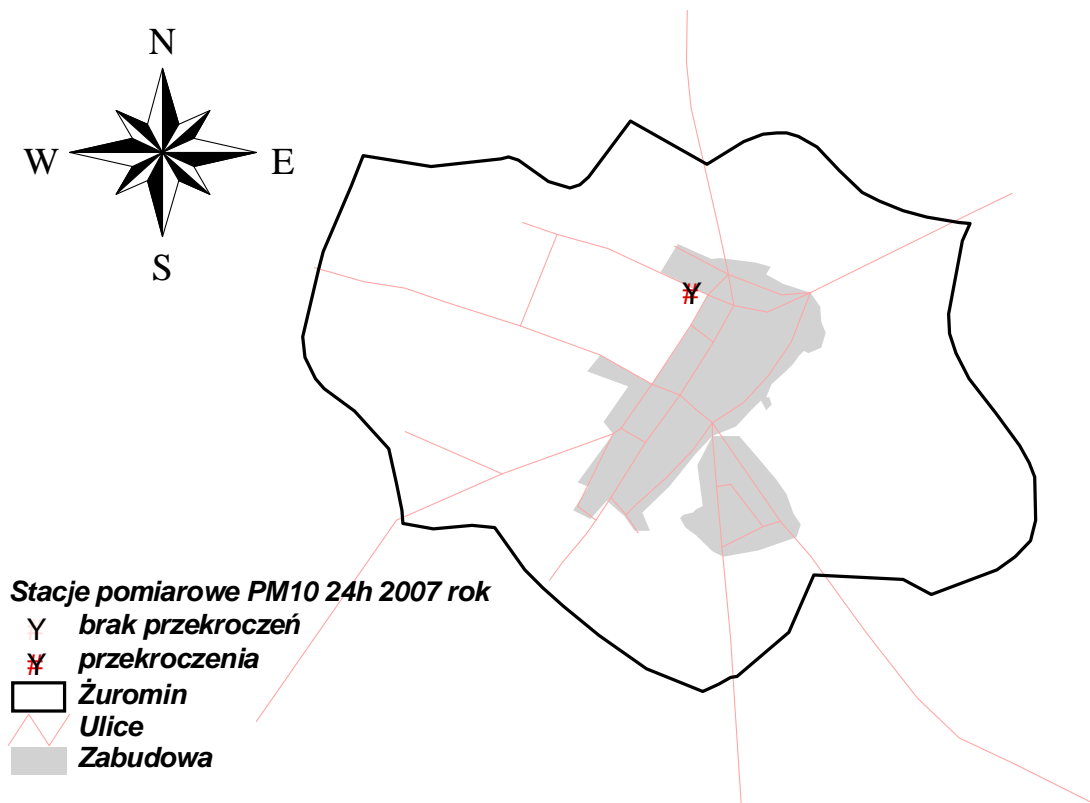 N
W E
S
Stacje pomiarowe PM10 24h 2007 rok
brak przekroczeń
przekroczenia
Żuromin
Ulice
Zabudowa